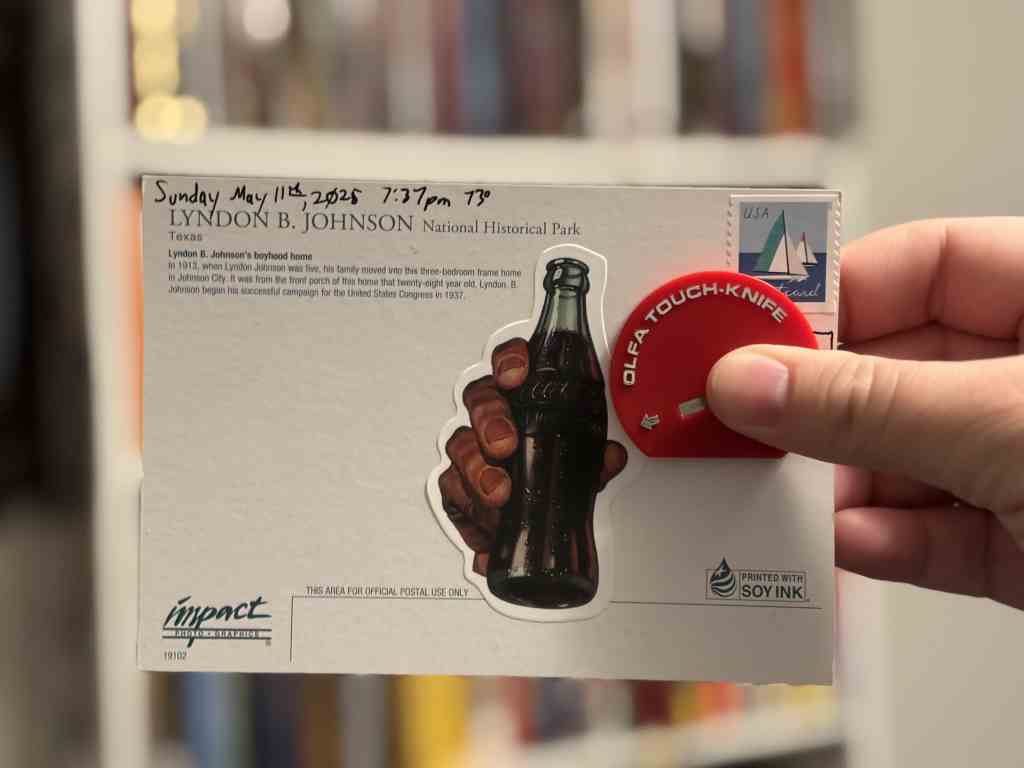 Sunday May 11th, 2025 7:37pm 73°
LYNDON B. JOHNSON National Historical Park
Texas
Lyndon B. Johnson's boyhood home
In 1913, when Lyndon Johnson was five, his family moved into this three-bedroom frame home
in Johnson City. It was from the front porch of this home that twenty-eight year old, Lyndon. B.
Johnson began his successful campaign for the United States Congress in 1937.
USA
OLFA TOUCH-KNIFE
THIS AREA FOR OFFICIAL POSTAL USE ONLY
PRINTED WITH
SOY INK
impact
PHOTO • GRAPHICS
®
19102